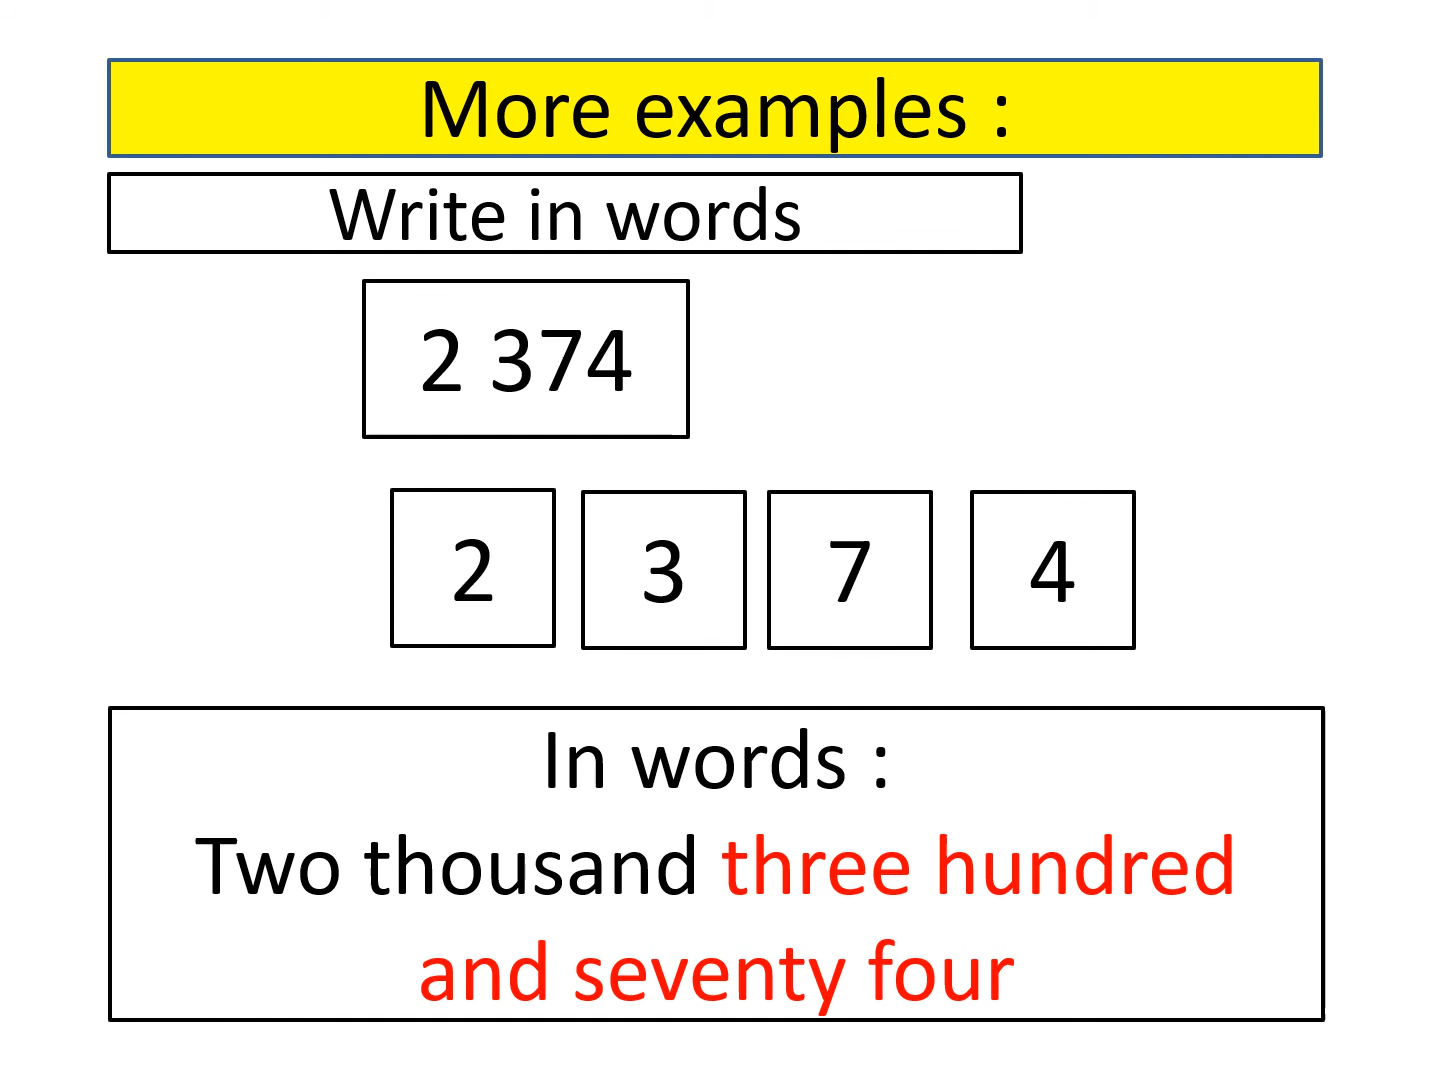 More examples :
Write in words
2 374
2 3 7 4
In words :
Two thousand three hundred
and seventy four